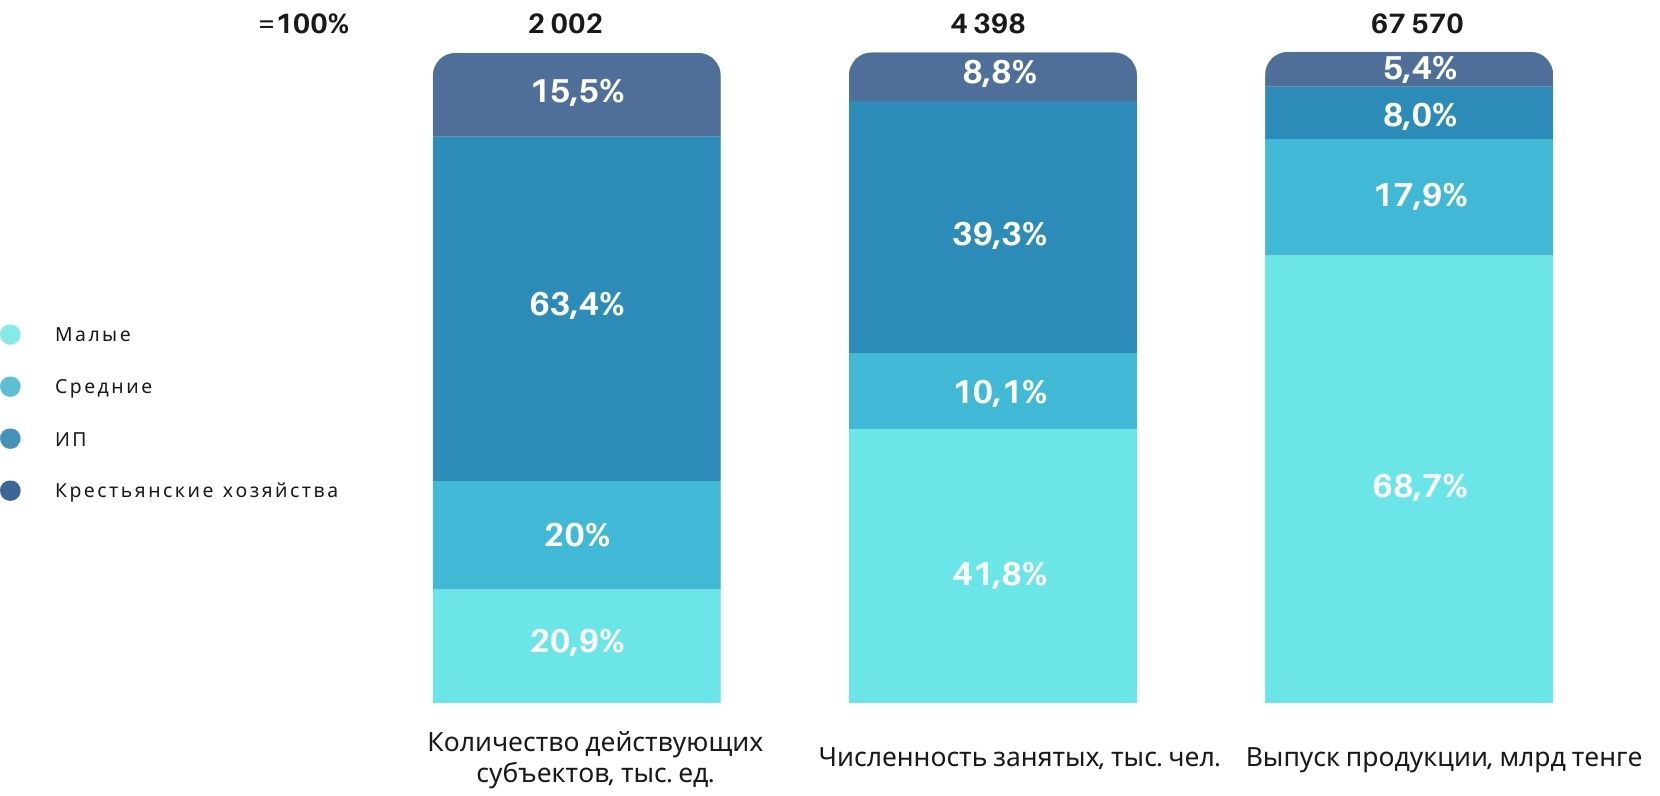 =100%
2 002
4 398
67 570
15,5%
63,4%
20%
20,9%
8,8%
39,3%
10,1%
41,8%
5,4%
8,0%
17,9%
68,7%
Малые
Средние
ИП
Крестьянские хозяйства
Количество действующих
субъектов, тыс. ед.
Численность занятых, тыс. чел.
Выпуск продукции, млрд тенге